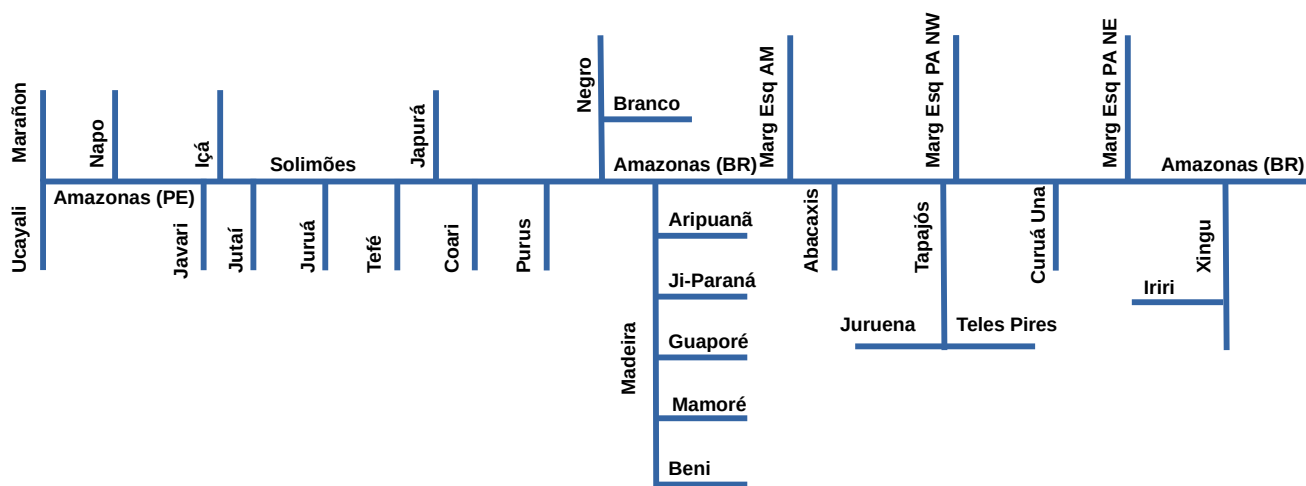 Marañon
Napo
Içá
Solimões
Japurá
Negro
Branco
Amazonas (BR)
Marg Esq AM
Marg Esq PA NW
Marg Esq PA NE
Amazonas (BR)
Ucayali
Amazonas (PE)
Javari
Jutaí
Juruá
Tefé
Coari
Purus
Madeira
Aripuanã
Ji-Paraná
Guaporé
Mamoré
Beni
Abacaxis
Tapajós
Juruena
Teles Pires
Curuá Una
Iriri
Xingu